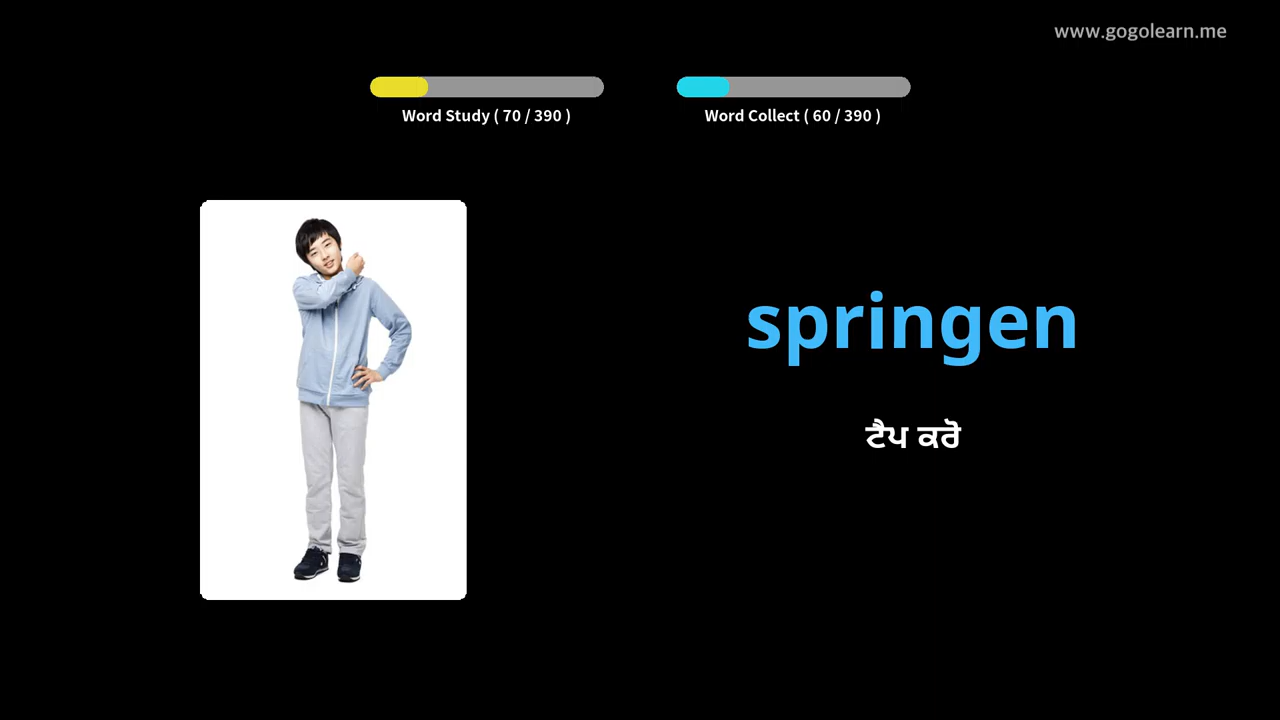 www.gogolearn.me
Word Study ( 70 / 390 )
Word Collect ( 60 / 390 )
springen
ਟੈਪ ਕਰੋ